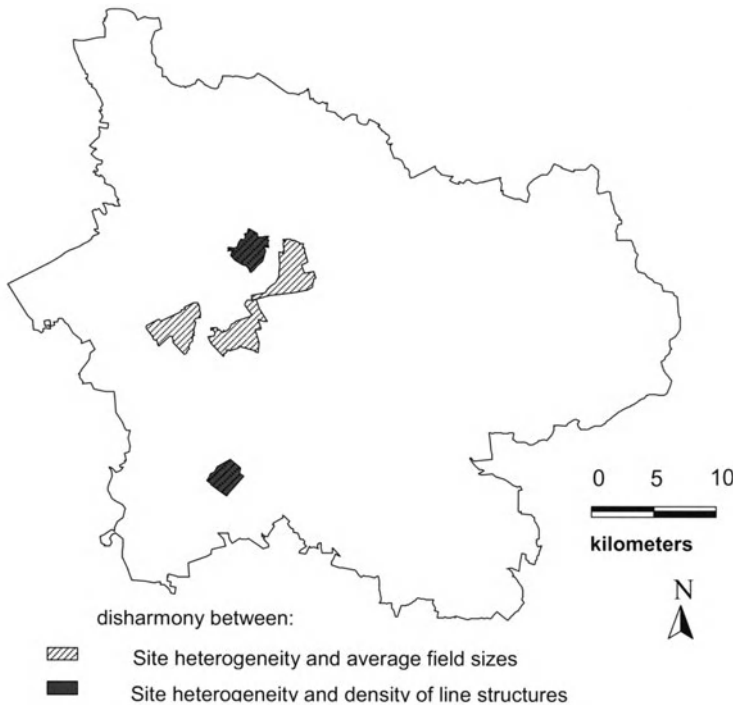 0 5 10
kilometers
N
disharmony between:
Site heterogeneity and average field sizes
Site heterogeneity and density of line structures